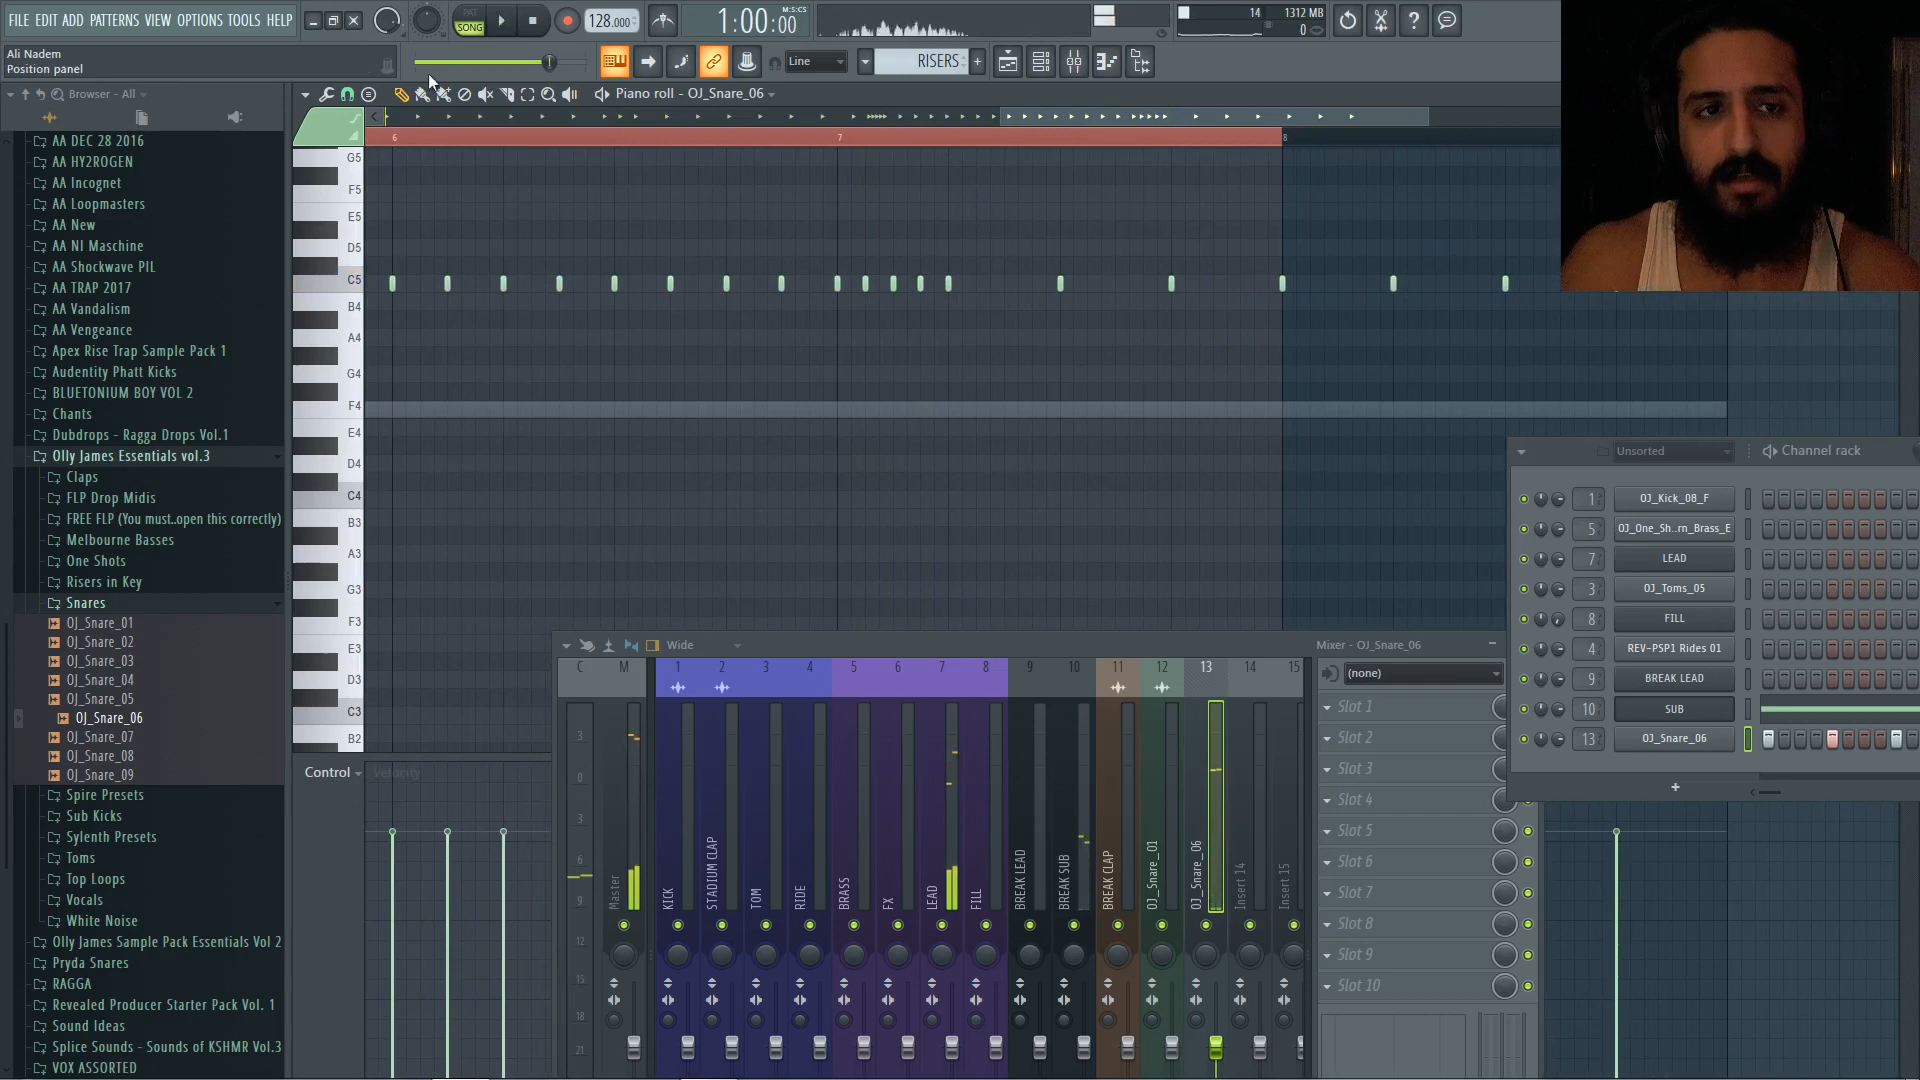 FILE EDIT ADD PATTERNS VIEW OPTIONS TOOLS HELP
PAT
SONG
128.000
1:00:00
M:S:CS
14
1312 MB
0
Ali Nadem
Position panel
Line
RISERS
Browser - All
Piano roll - OJ_Snare_06
AA DEC 28 2016
AA HY2ROGEN
AA Incognet
AA Loopmasters
AA New
AA NI Maschine
AA Shockwave PIL
AA TRAP 2017
AA Vandalism
AA Vengeance
Apex Rise Trap Sample Pack 1
Audentity Phatt Kicks
BLUETONIUM BOY VOL 2
Chants
Dubdrops - Ragga Drops Vol.1
Olly James Essentials vol.3
Claps
FLP Drop Midis
FREE FLP (You must..open this correctly)
Melbourne Basses
One Shots
Risers in Key
Snares
OJ_Snare_01
OJ_Snare_02
OJ_Snare_03
OJ_Snare_04
OJ_Snare_05
OJ_Snare_06
OJ_Snare_07
OJ_Snare_08
OJ_Snare_09
Spire Presets
Sub Kicks
Sylenth Presets
Toms
Top Loops
Vocals
White Noise
Olly James Sample Pack Essentials Vol 2
Pryda Snares
RAGGA
Revealed Producer Starter Pack Vol. 1
Sound Ideas
Splice Sounds - Sounds of KSHMR Vol.3
VOX ASSORTED
6
7
8
G5
F5
E5
D5
C5
B4
A4
G4
F4
E4
D4
C4
B3
A3
G3
F3
E3
D3
C3
B2
Control
Velocity
Wide
Mixer - OJ_Snare_06
C
M
1
2
3
4
5
6
7
8
9
10
11
12
13
14
15
3
0
3
6
9
12
15
18
21
Master
KICK
STADIUM CLAP
TOM
RIDE
BRASS
FX
LEAD
FILL
BREAK LEAD
BREAK SUB
BREAK CLAP
OJ_Snare_01
OJ_Snare_06
Insert 14
Insert 15
(none)
Slot 1
Slot 2
Slot 3
Slot 4
Slot 5
Slot 6
Slot 7
Slot 8
Slot 9
Slot 10
Unsorted
Channel rack
1 OJ_Kick_08_F
5 OJ_One_Sh..rn_Brass_E
7 LEAD
3 OJ_Toms_05
8 FILL
4 REV-PSP1 Rides 01
9 BREAK LEAD
10 SUB
13 OJ_Snare_06